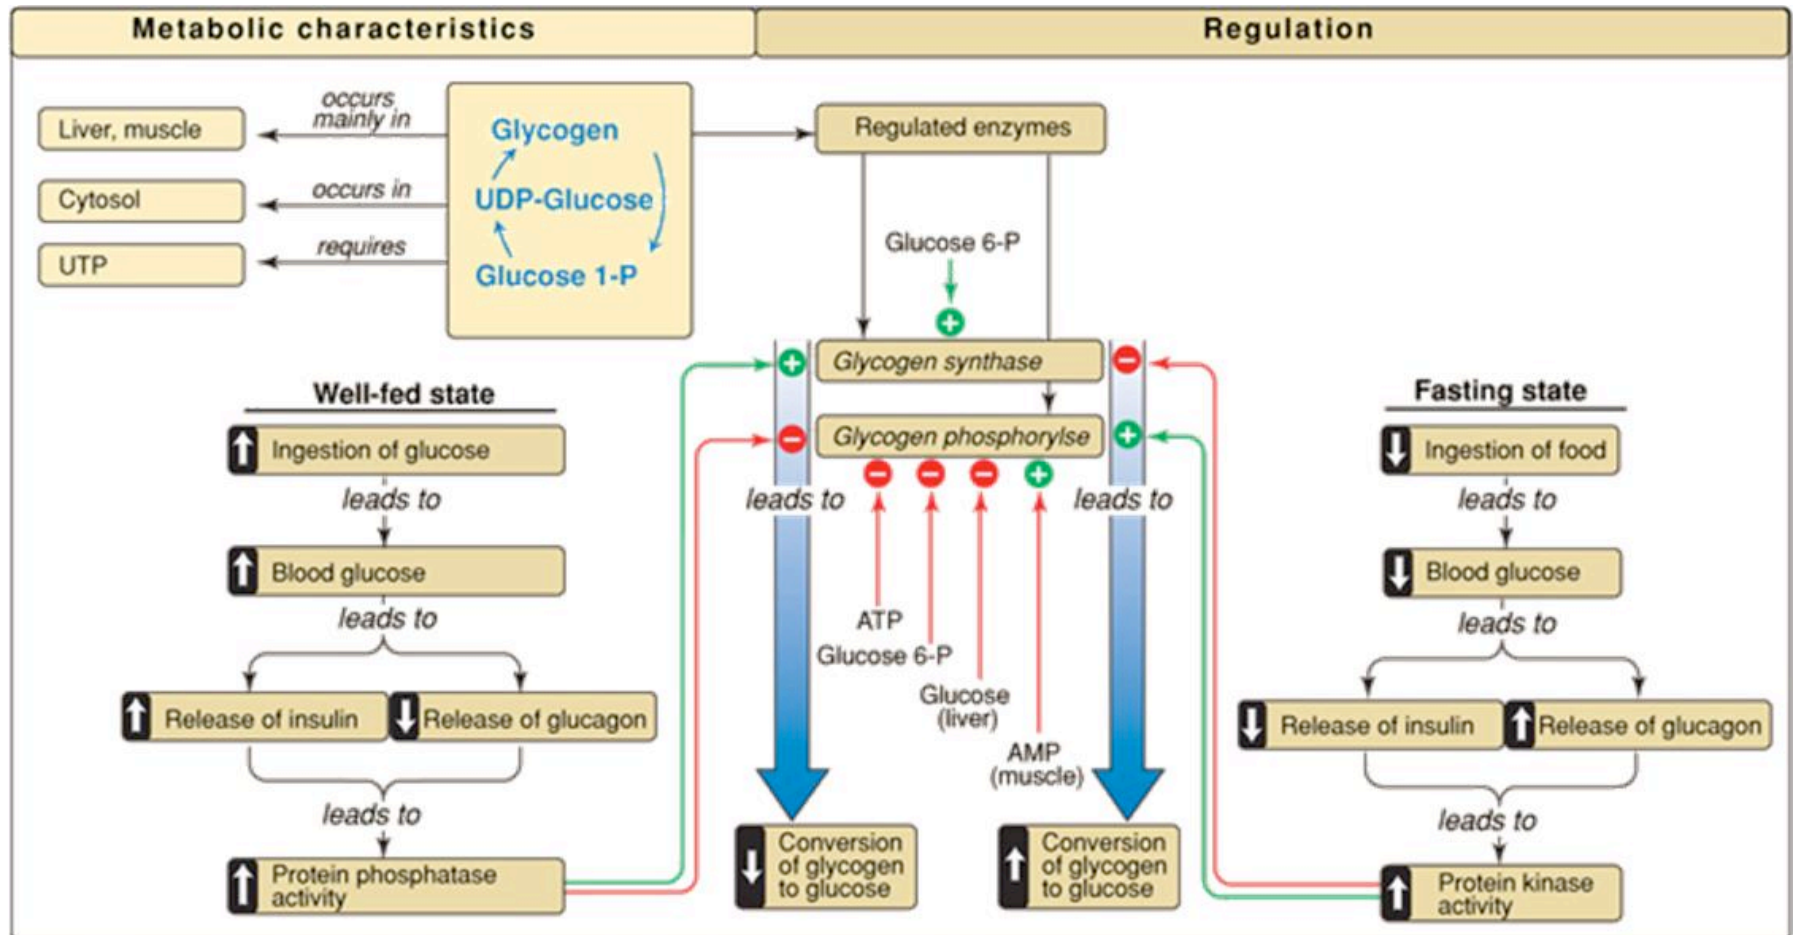 Metabolic characteristics
Regulation
occurs
mainly in
Liver, muscle
Glycogen
Regulated enzymes
occurs in
Cytosol
UDP-Glucose
requires
UTP
Glucose 1-P
Glucose 6-P
+
+
Glycogen synthase
−
Well-fed state
Fasting state
−
Glycogen phosphorylse
+
Ingestion of glucose
Ingestion of food
−
−
−
+
leads to
leads to
leads to
leads to
Blood glucose
Blood glucose
leads to
leads to
ATP
Glucose 6-P
Glucose
(liver)
AMP
(muscle)
Release of insulin
Release of glucagon
Release of insulin
Release of glucagon
leads to
leads to
Conversion
of glycogen
to glucose
Conversion
of glycogen
to glucose
Protein phosphatase
activity
Protein kinase
activity